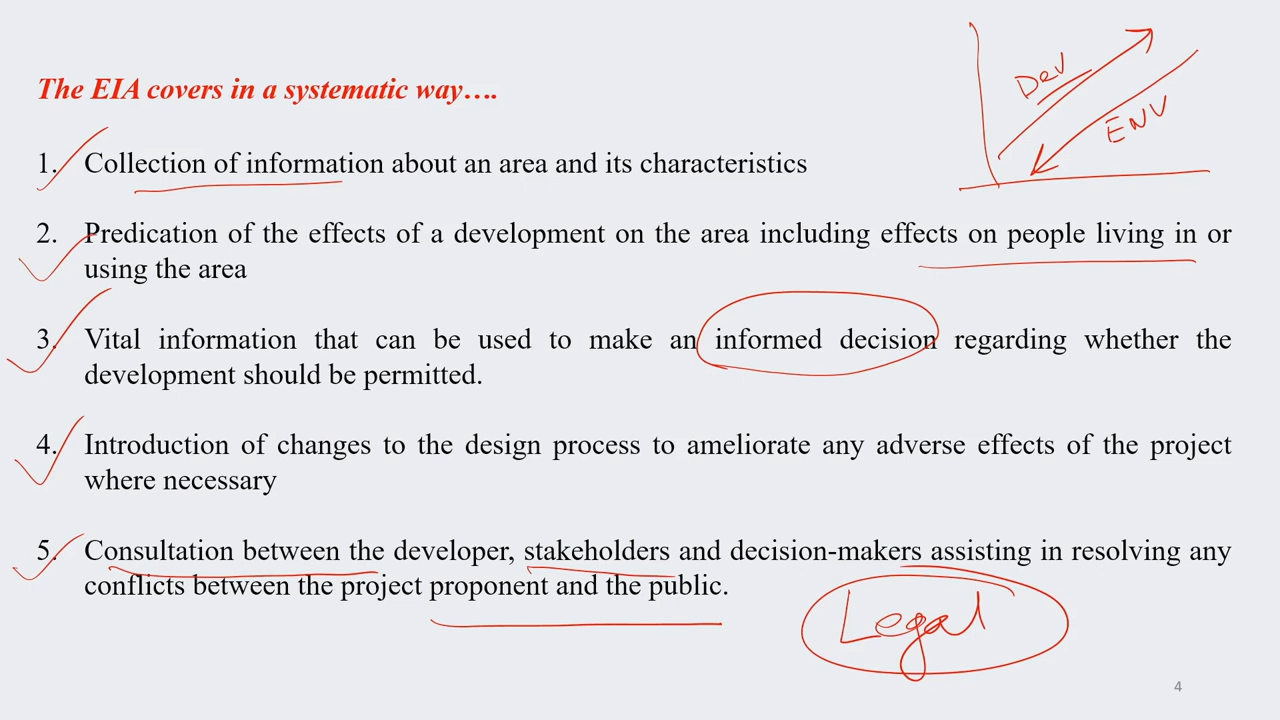 The EIA covers in a systematic way….
Dev
ENV
1. Collection of information about an area and its characteristics
2. Predication of the effects of a development on the area including effects on people living in or
using the area
3. Vital information that can be used to make an informed decision regarding whether the
development should be permitted.
4. Introduction of changes to the design process to ameliorate any adverse effects of the project
where necessary
5. Consultation between the developer, stakeholders and decision-makers assisting in resolving any
conflicts between the project proponent and the public.
Legal
4